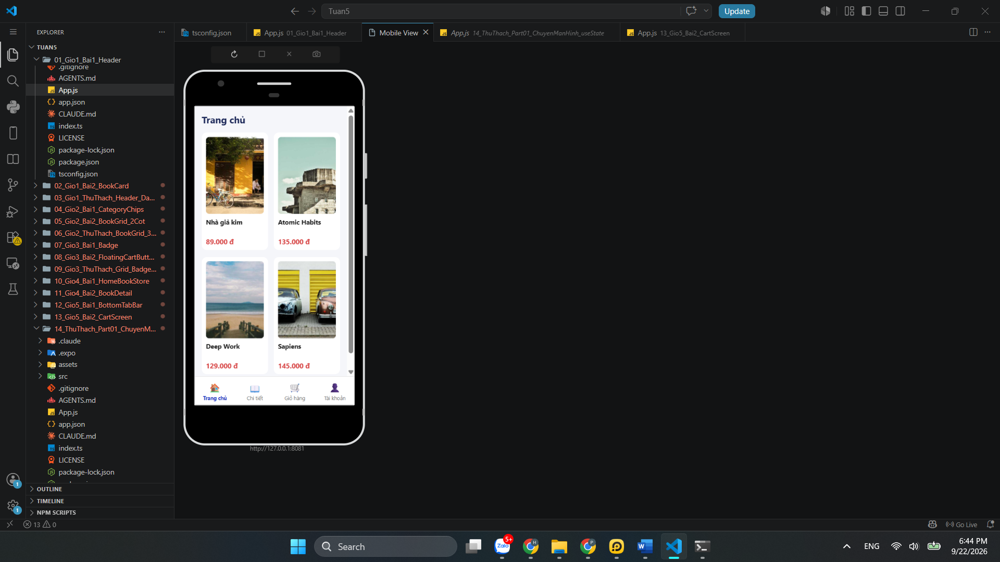 Tuan5
Update
EXPLORER
tsconfig.json
App.js 01_Gio1_Bai1_Header
Mobile View
App.js 14_ThuThach_Part01_ChuyenManHinh_useState
App.js 13_Gio5_Bai2_CartScreen
TUAN5
01_Gio1_Bai1_Header
.gitignore
AGENTS.md
App.js
app.json
CLAUDE.md
index.ts
LICENSE
package-lock.json
package.json
tsconfig.json
02_Gio1_Bai2_BookCard
03_Gio1_ThuThach_Header_Da...
04_Gio2_Bai1_CategoryChips
05_Gio2_Bai2_BookGrid_2Cot
06_Gio2_ThuThach_BookGrid_3...
07_Gio3_Bai1_Badge
08_Gio3_Bai2_FloatingCartButt...
09_Gio3_ThuThach_Grid_Badge...
10_Gio4_Bai1_HomeBookStore
11_Gio4_Bai2_BookDetail
12_Gio5_Bai1_BottomTabBar
13_Gio5_Bai2_CartScreen
14_ThuThach_Part01_ChuyenM...
.claude
.expo
assets
src
.gitignore
AGENTS.md
App.js
app.json
CLAUDE.md
index.ts
LICENSE
package-lock.json
OUTLINE
TIMELINE
NPM SCRIPTS
Trang chủ
Nhà giả kim
89.000 đ
Atomic Habits
135.000 đ
Deep Work
129.000 đ
Sapiens
145.000 đ
Trang chủ
Chi tiết
Giỏ hàng
Tài khoản
http://127.0.0.1:8081
1
1
13 0
Go Live
Search
Zalo
5+
H
P
W
ENG
6:44 PM
9/22/2026